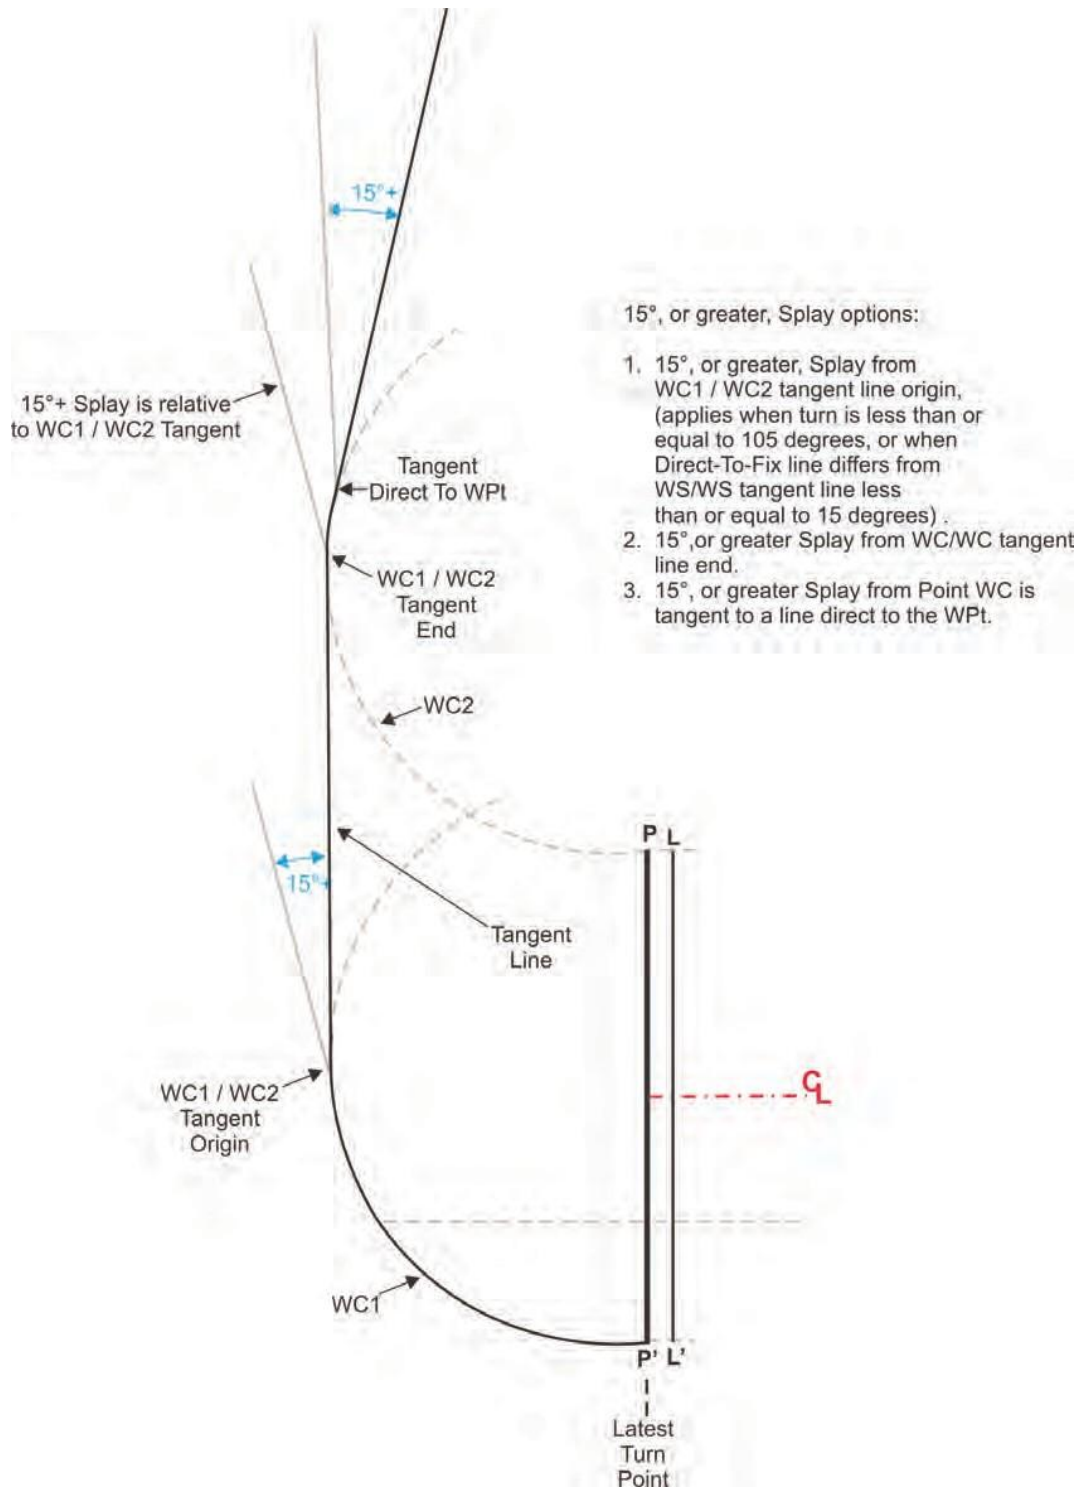 15°+
15°, or greater, Splay options:
1. 15°, or greater, Splay from
WC1 / WC2 tangent line origin,
(applies when turn is less than or
equal to 105 degrees, or when
Direct-To-Fix line differs from
WS/WS tangent line less
than or equal to 15 degrees) .
2. 15°,or greater Splay from WC/WC tangent
line end.
3. 15°, or greater Splay from Point WC is
tangent to a line direct to the WPt.
15°+ Splay is relative
to WC1 / WC2 Tangent
Tangent
Direct To WPt
WC1 / WC2
Tangent
End
WC2
P L
15°+
Tangent
Line
WC1 / WC2
Tangent
Origin
CL
WC1
P' L'
Latest
Turn
Point